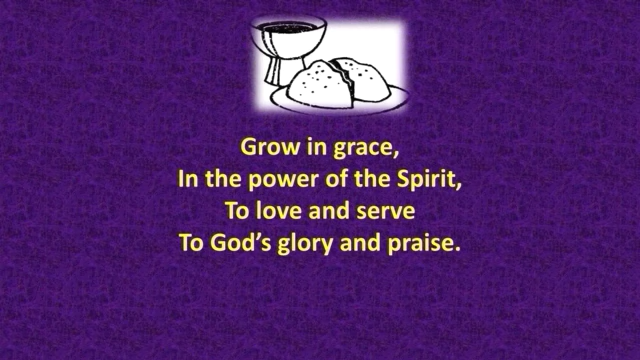 Grow in grace,
In the power of the Spirit,
To love and serve
To God’s glory and praise.